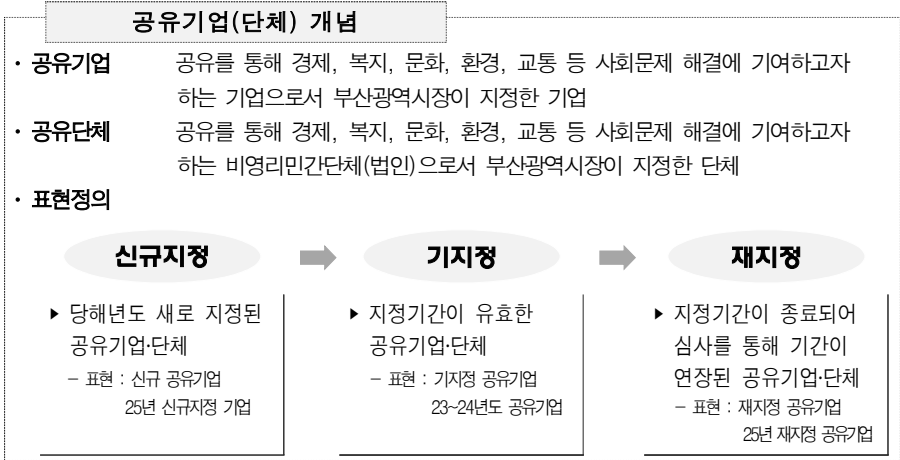 공유기업(단체) 개념
· 공유기업 공유를 통해 경제, 복지, 문화, 환경, 교통 등 사회문제 해결에 기여하고자
하는 기업으로서 부산광역시장이 지정한 기업
· 공유단체 공유를 통해 경제, 복지, 문화, 환경, 교통 등 사회문제 해결에 기여하고자
하는 비영리민간단체(법인)으로서 부산광역시장이 지정한 단체
· 표현정의
신규지정
▶ 당해년도 새로 지정된
공유기업·단체
- 표현 : 신규 공유기업
25년 신규지정 기업
기지정
▶ 지정기간이 유효한
공유기업·단체
- 표현 : 기지정 공유기업
23~24년도 공유기업
재지정
▶ 지정기간이 종료되어
심사를 통해 기간이
연장된 공유기업·단체
- 표현 : 재지정 공유기업
25년 재지정 공유기업